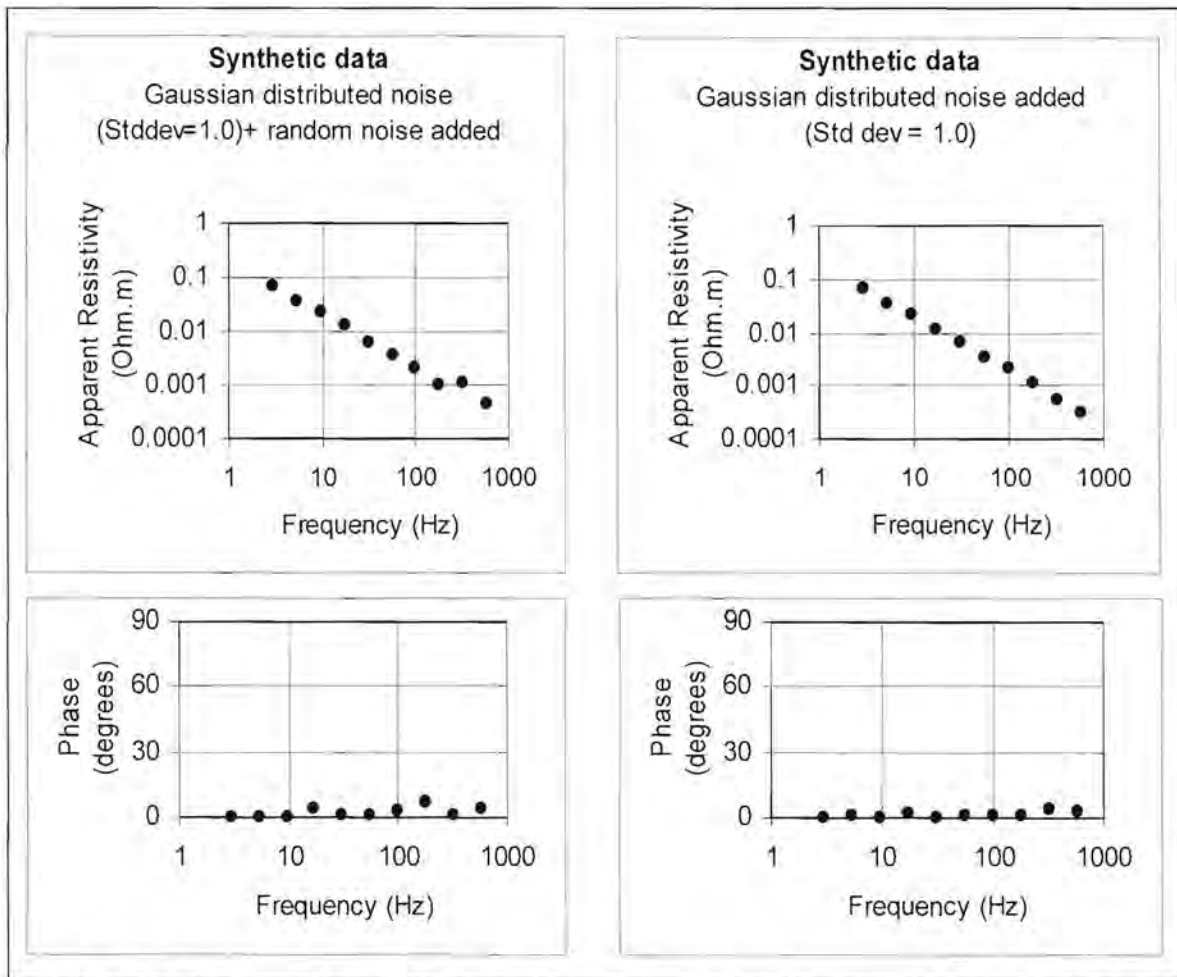 Synthetic data
Gaussian distributed noise
(Stddev=1.0)+ random noise added
Apparent Resistivity
(Ohm.m)
1
0.1
0.01
0.001
0.0001
1 10 100 1000
Frequency (Hz)
Synthetic data
Gaussian distributed noise added
(Std dev = 1.0)
Apparent Resistivity
(Ohm.m)
1
0.1
0.01
0.001
0.0001
1 10 100 1000
Frequency (Hz)
Phase
(degrees)
90
60
30
0
1 10 100 1000
Frequency (Hz)
Phase
(degrees)
90
60
30
0
1 10 100 1000
Frequency (Hz)